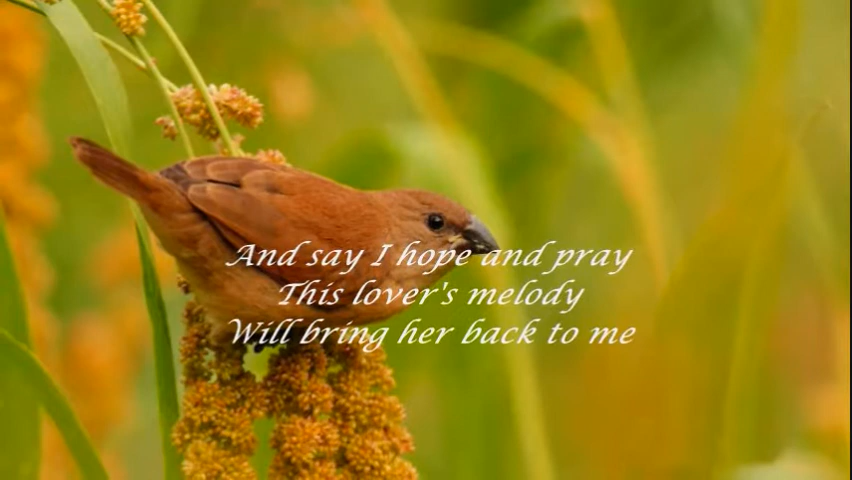 And say I hope and pray
This lover's melody
Will bring her back to me